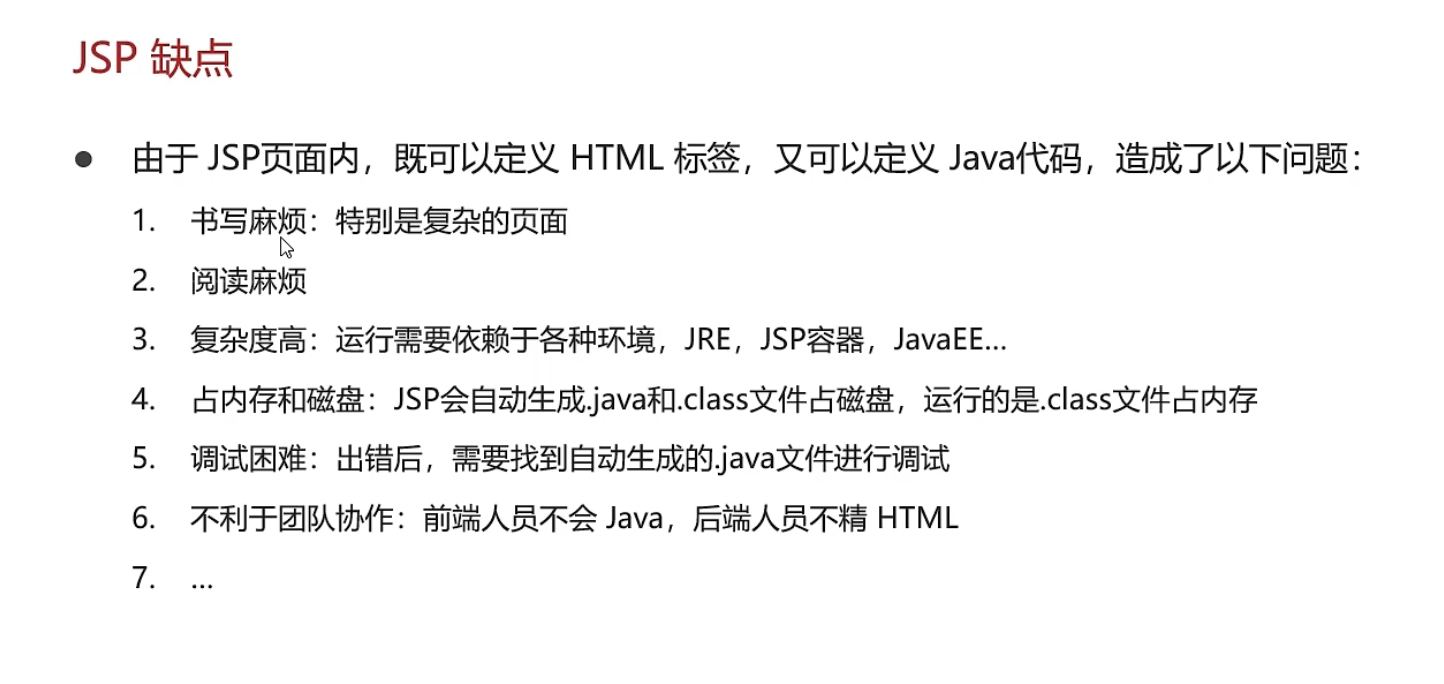 JSP 缺点
● 由于 JSP页面内，既可以定义 HTML 标签，又可以定义 Java代码，造成了以下问题：
1. 书写麻烦：特别是复杂的页面
2. 阅读麻烦
3. 复杂度高：运行需要依赖于各种环境，JRE，JSP容器，JavaEE…
4. 占内存和磁盘：JSP会自动生成.java和.class文件占磁盘，运行的是.class文件占内存
5. 调试困难：出错后，需要找到自动生成的.java文件进行调试
6. 不利于团队协作：前端人员不会 Java，后端人员不精 HTML
7. …